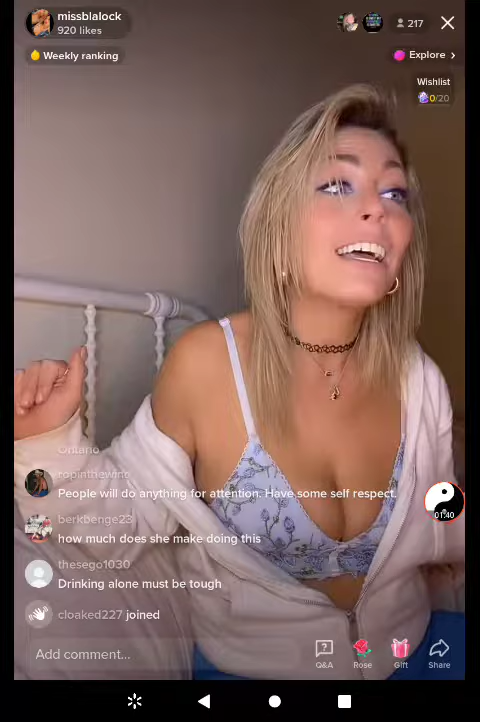 missblalock
920 likes
217
Weekly ranking
Explore
Wishlist
0/20
Ontario
ropinthewind
People will do anything for attention. Have some self respect.
01:40
berkbenge23
how much does she make doing this
thesego1030
Drinking alone must be tough
cloaked227 joined
Add comment...
Q&A
Rose
Gift
Share